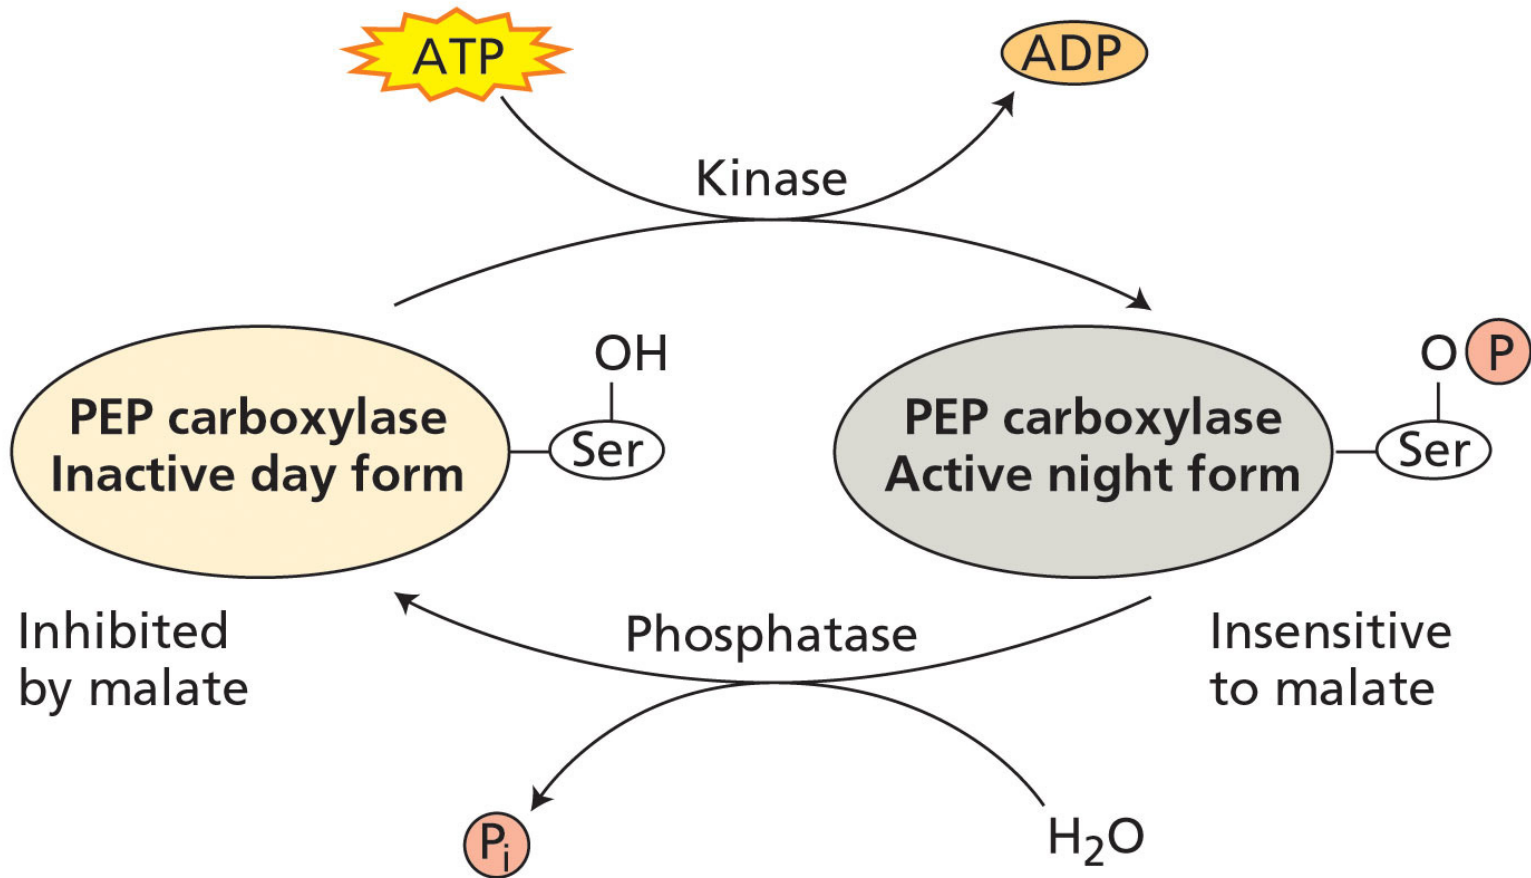 ATP
ADP
Kinase
OH
O P
PEP carboxylase
Inactive day form
Ser
PEP carboxylase
Active night form
Ser
Inhibited
by malate
Phosphatase
Insensitive
to malate
Pi
H₂O